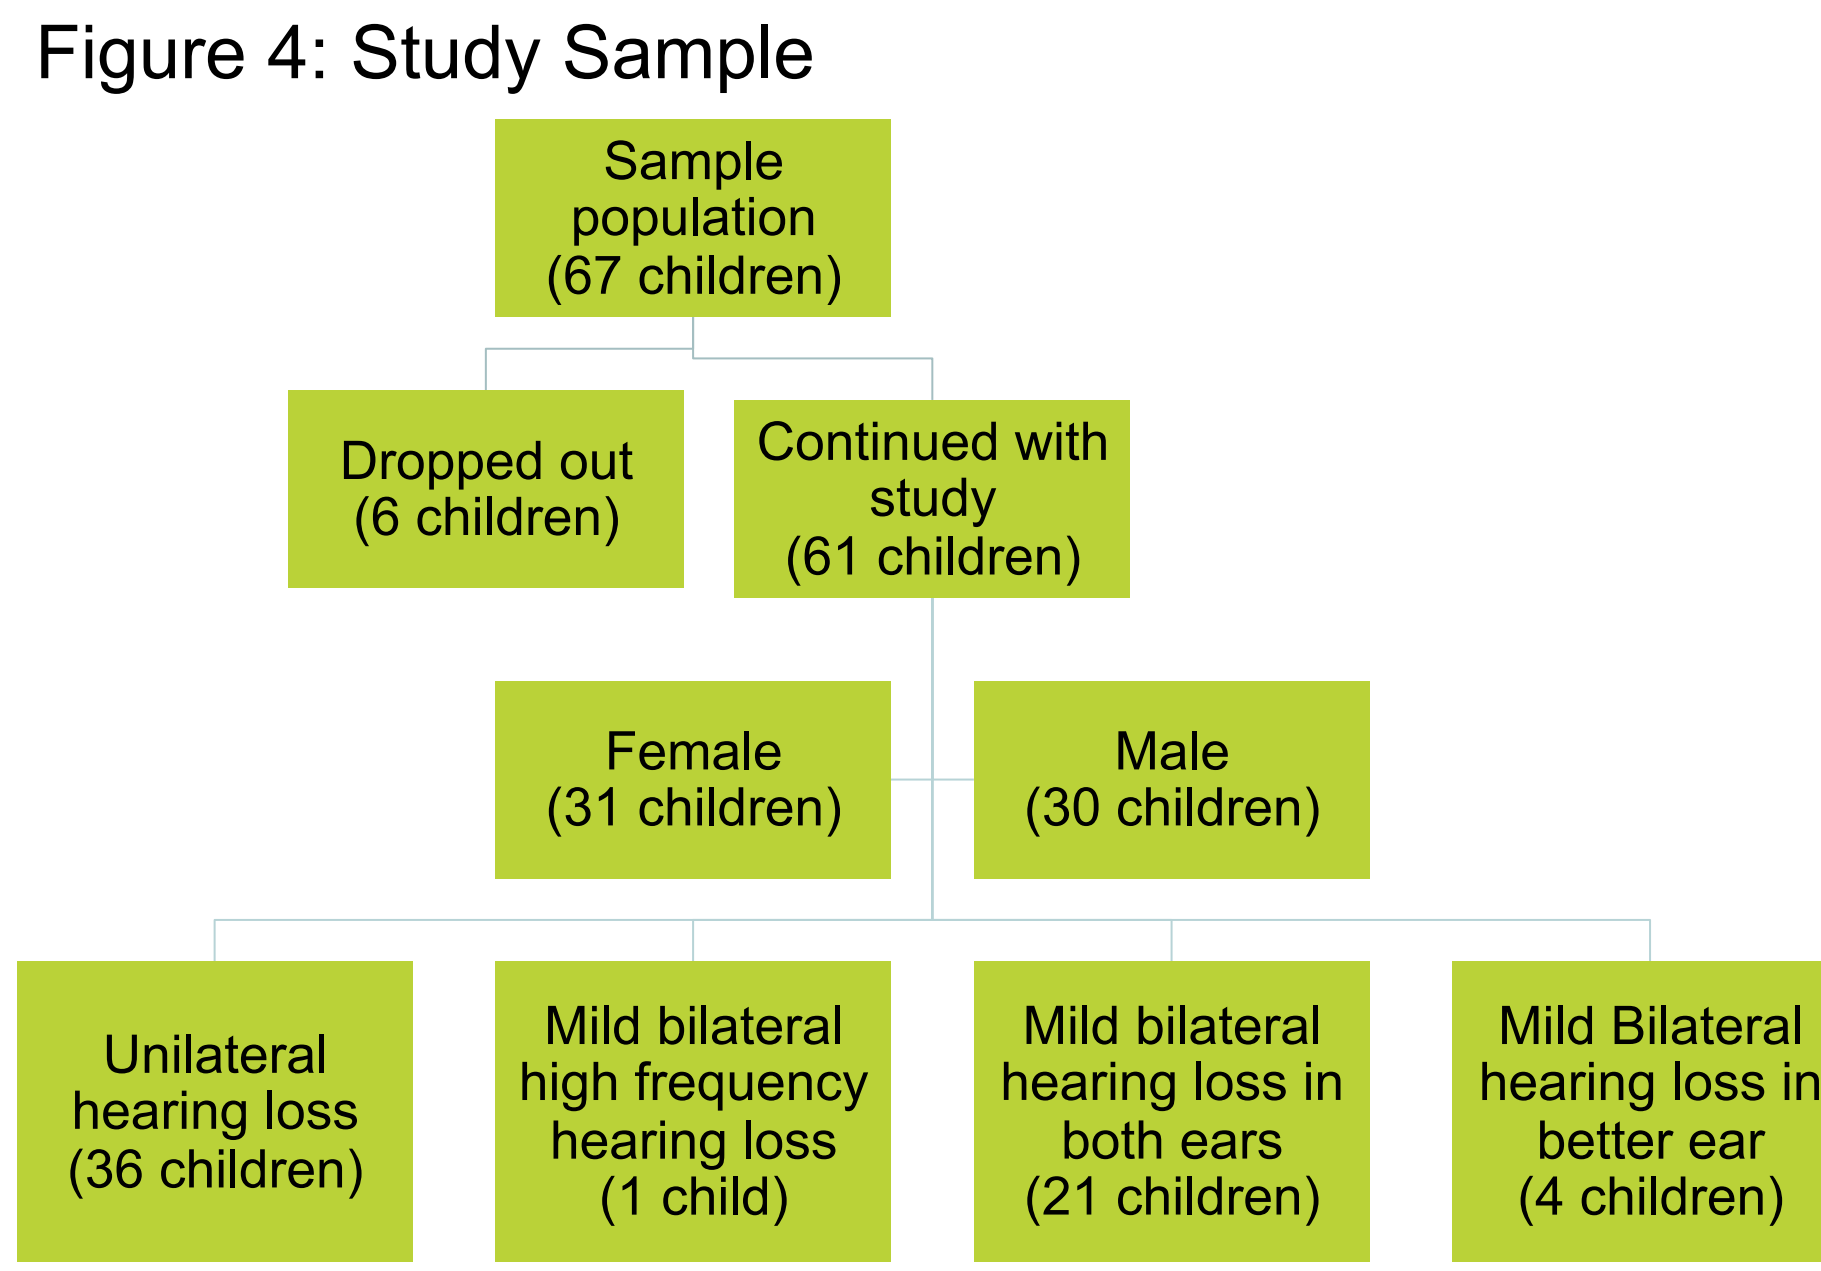 Figure 4: Study Sample
Sample
population
(67 children)
Dropped out
(6 children)
Continued with
study
(61 children)
Female
(31 children)
Male
(30 children)
Unilateral
hearing loss
(36 children)
Mild bilateral
high frequency
hearing loss
(1 child)
Mild bilateral
hearing loss in
both ears
(21 children)
Mild Bilateral
hearing loss in
better ear
(4 children)